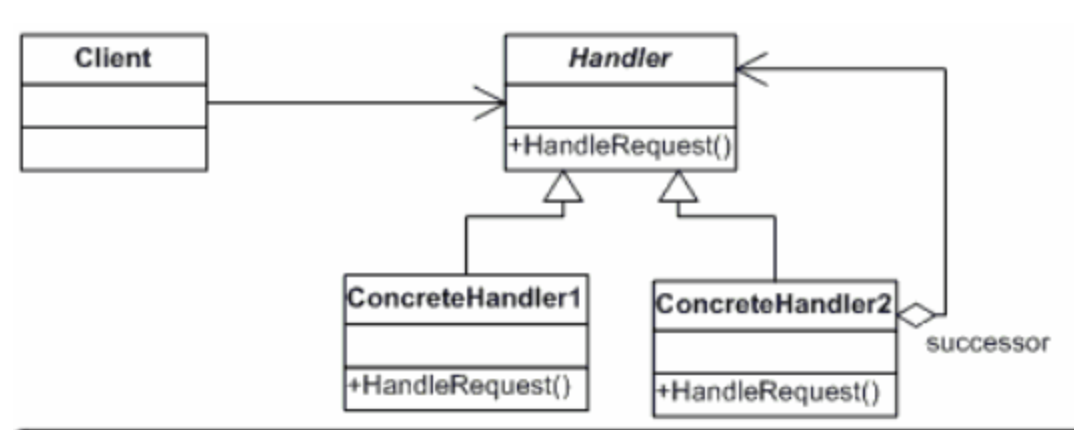 Client
Handler
+HandleRequest()
ConcreteHandler1
+HandleRequest()
ConcreteHandler2
+HandleRequest()
successor